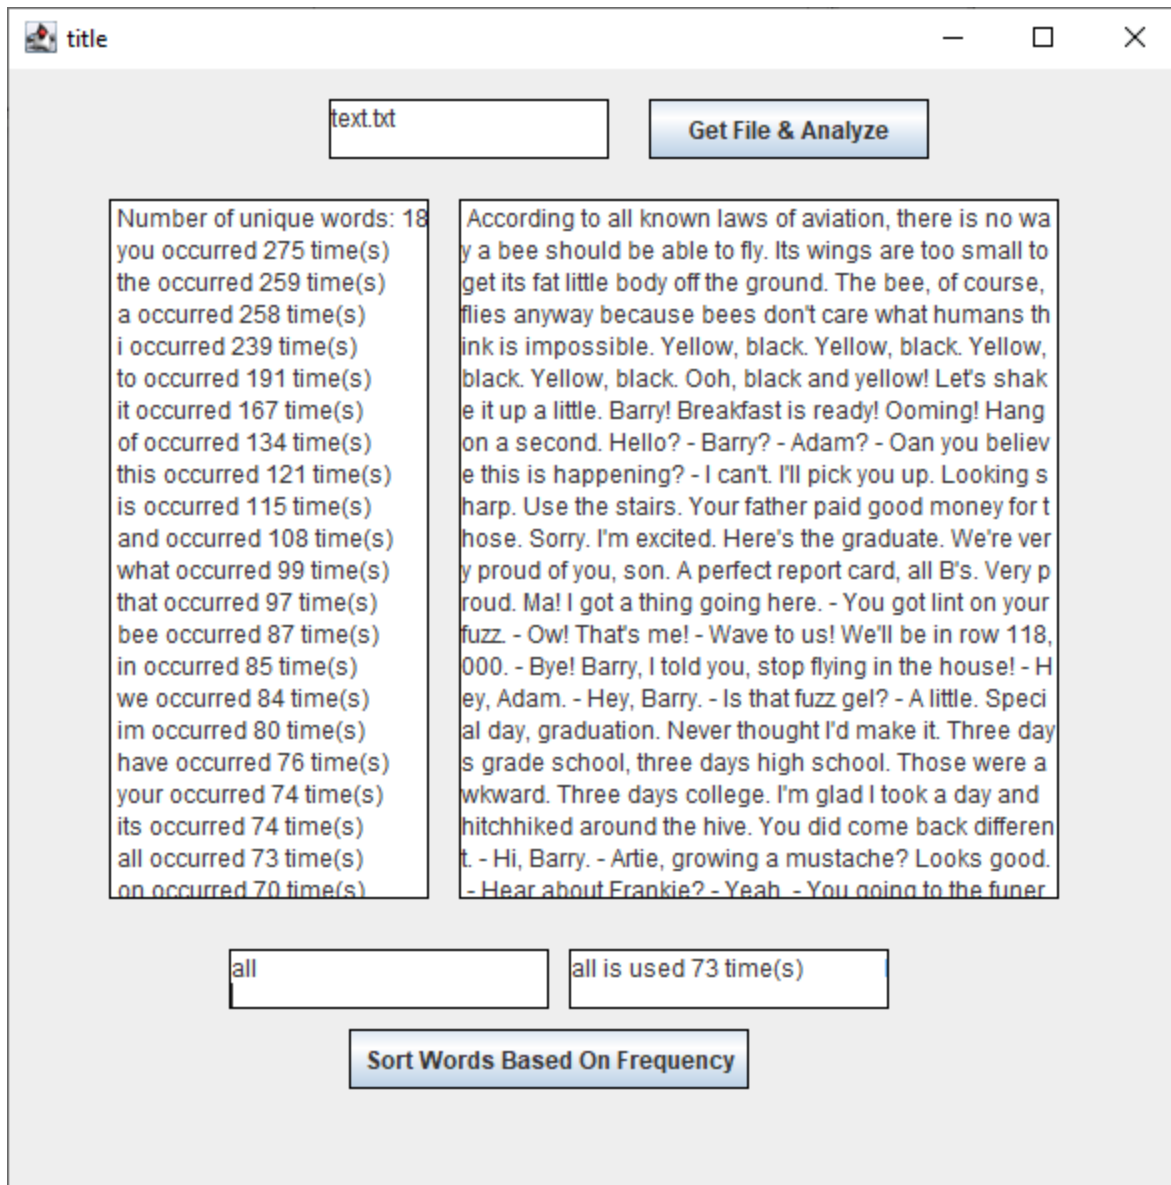 title
text.txt
Get File & Analyze
Number of unique words: 18
you occurred 275 time(s)
the occurred 259 time(s)
a occurred 258 time(s)
i occurred 239 time(s)
to occurred 191 time(s)
it occurred 167 time(s)
of occurred 134 time(s)
this occurred 121 time(s)
is occurred 115 time(s)
and occurred 108 time(s)
what occurred 99 time(s)
that occurred 97 time(s)
bee occurred 87 time(s)
in occurred 85 time(s)
we occurred 84 time(s)
im occurred 80 time(s)
have occurred 76 time(s)
your occurred 74 time(s)
its occurred 74 time(s)
all occurred 73 time(s)
on occurred 70 time(s)
According to all known laws of aviation, there is no wa
y a bee should be able to fly. Its wings are too small to
get its fat little body off the ground. The bee, of course,
flies anyway because bees don't care what humans th
ink is impossible. Yellow, black. Yellow, black. Yellow,
black. Yellow, black. Ooh, black and yellow! Let's shak
e it up a little. Barry! Breakfast is ready! Ooming! Hang
on a second. Hello? - Barry? - Adam? - Oan you believ
e this is happening? - I can't. I'll pick you up. Looking s
harp. Use the stairs. Your father paid good money for t
hose. Sorry. I'm excited. Here's the graduate. We're ver
y proud of you, son. A perfect report card, all B's. Very p
roud. Ma! I got a thing going here. - You got lint on your
fuzz. - Ow! That's me! - Wave to us! We'll be in row 118,
000. - Bye! Barry, I told you, stop flying in the house! - H
ey, Adam. - Hey, Barry. - Is that fuzz gel? - A little. Speci
al day, graduation. Never thought I'd make it. Three day
s grade school, three days high school. Those were a
wkward. Three days college. I'm glad I took a day and
hitchhiked around the hive. You did come back differen
t. - Hi, Barry. - Artie, growing a mustache? Looks good.
- Hear about Frankie? - Yeah. - You going to the funer
all
all is used 73 time(s)
Sort Words Based On Frequency